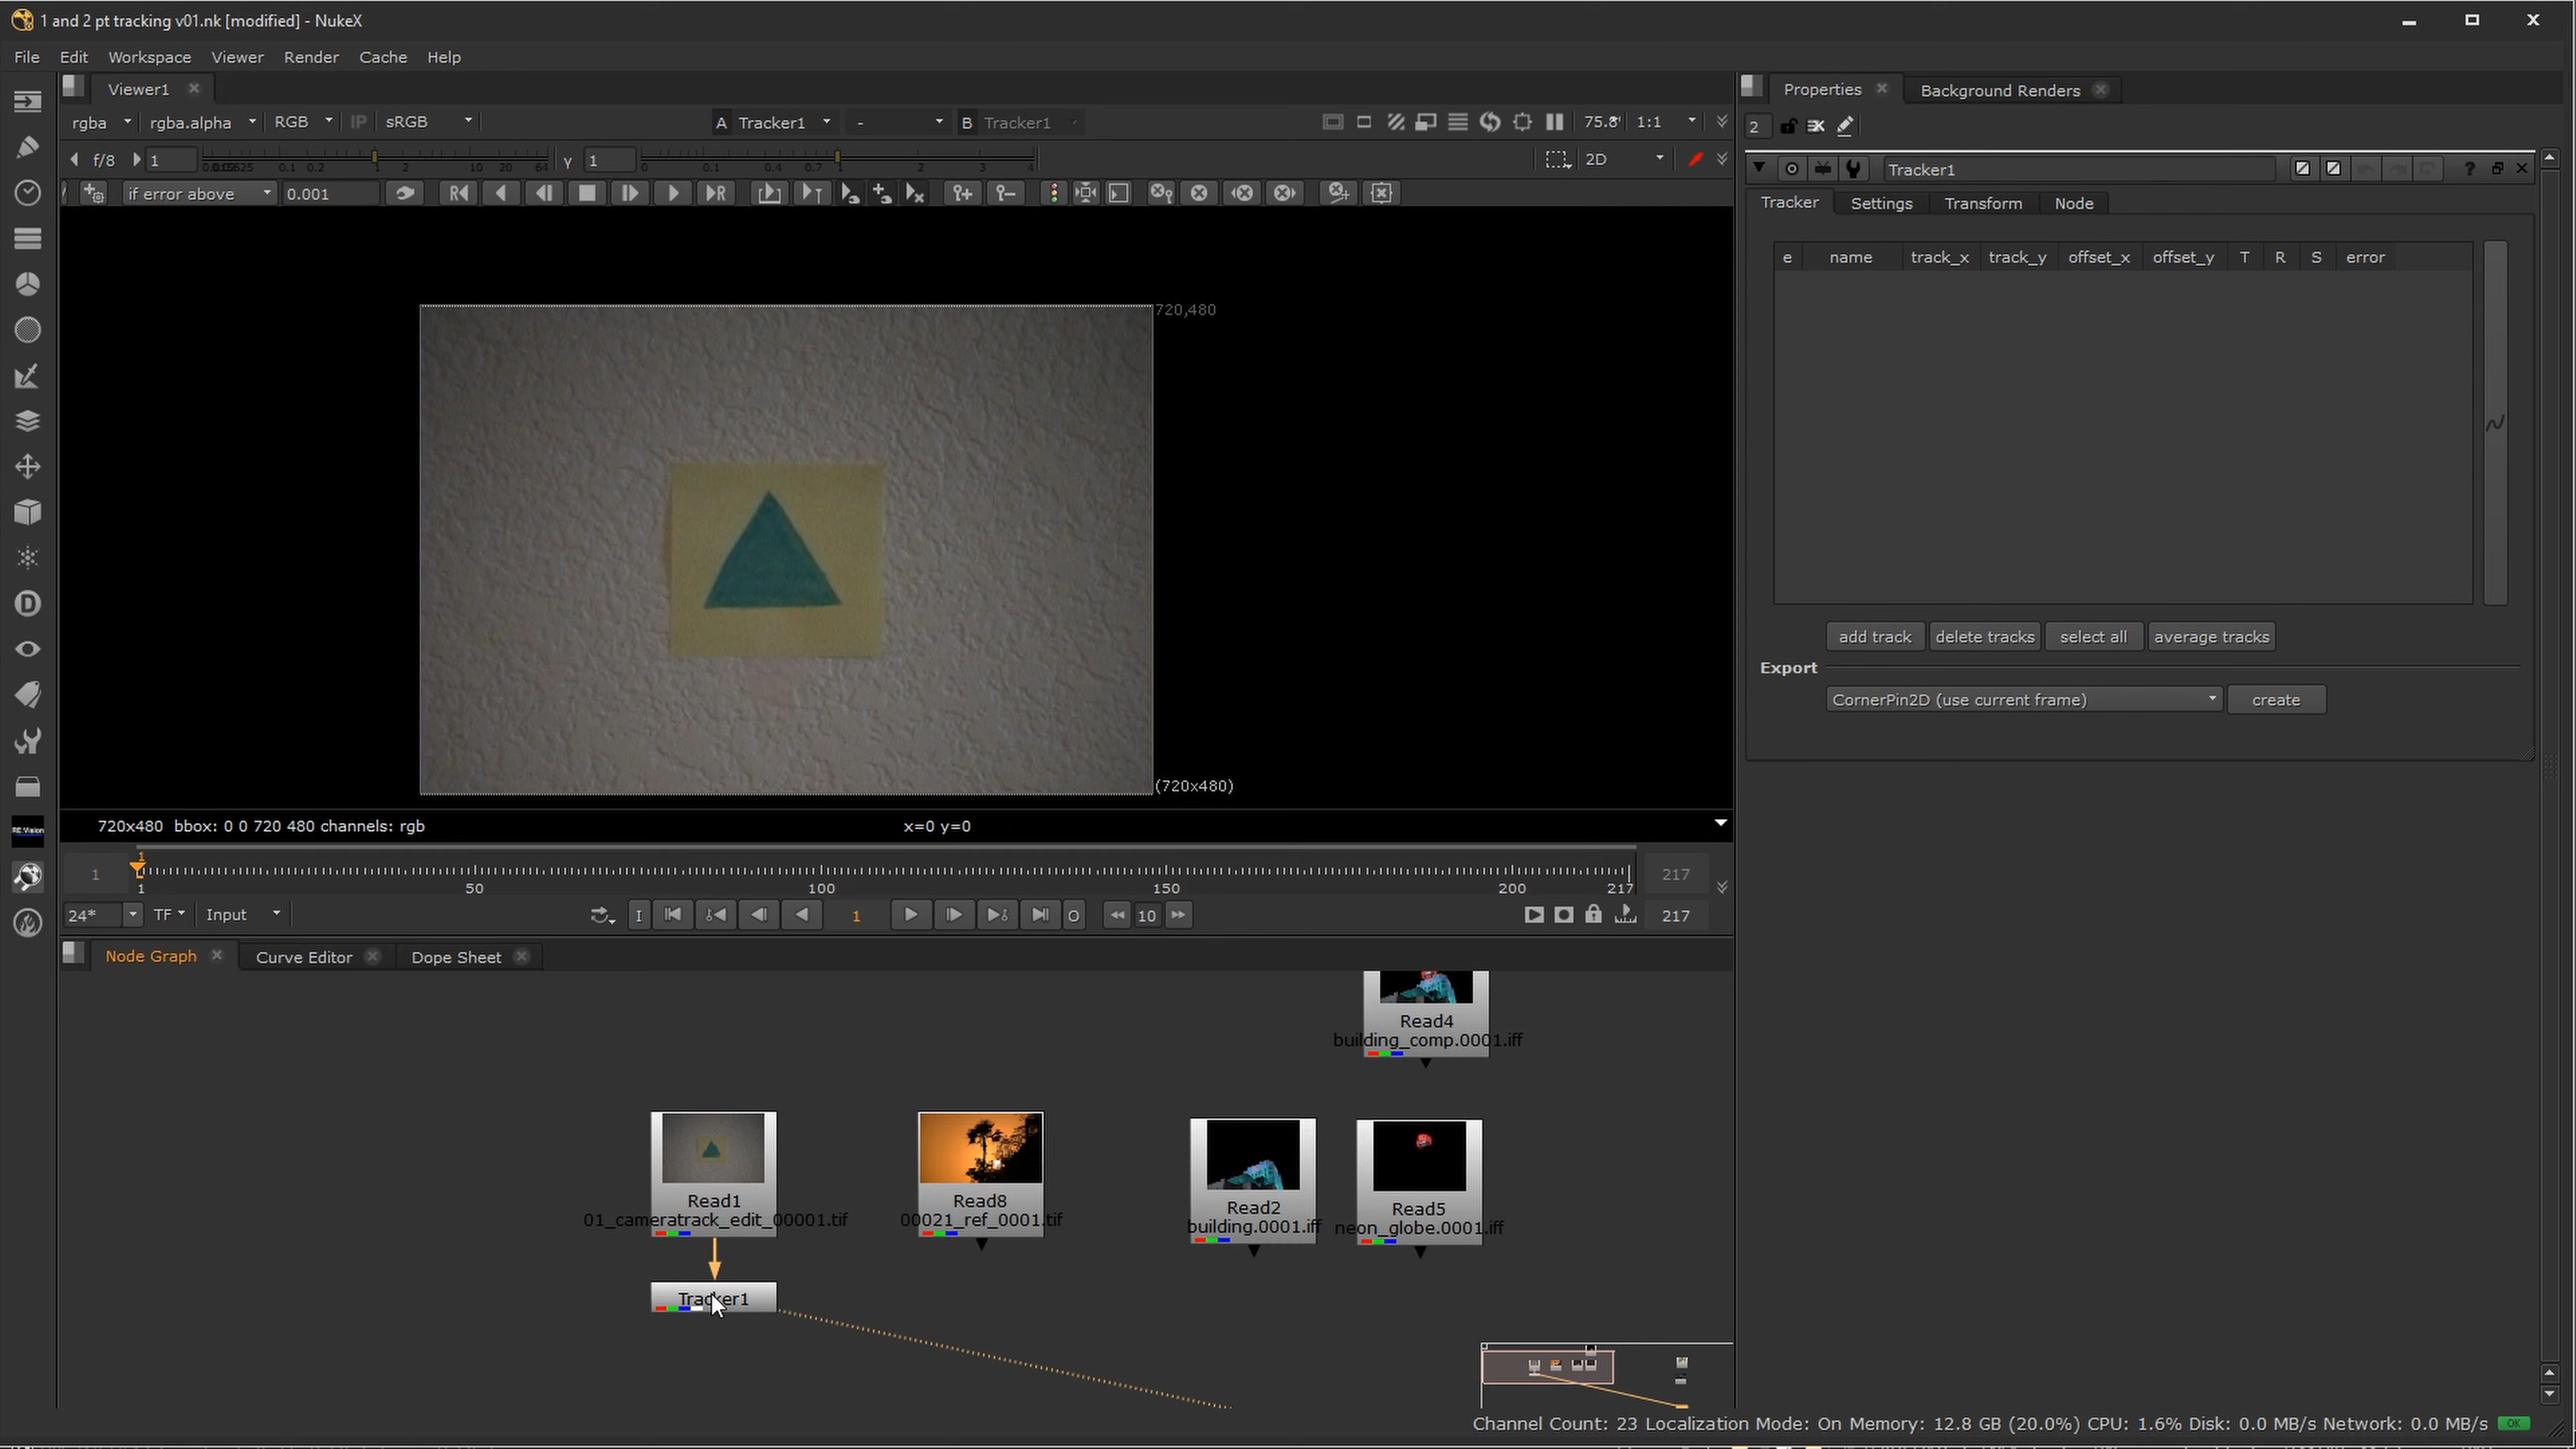 1 and 2 pt tracking v01.nk [modified] - NukeX
File Edit Workspace Viewer Render Cache Help
Viewer1
rgba rgba.alpha RGB IP sRGB A Tracker1 - B Tracker1 1:1
f/8 1 γ 1 2D
if error above 0.001
720,480
(720x480)
720x480 bbox: 0 0 720 480 channels: rgb x=0 y=0
1 1 217
1 50 100 150 200 217
24* TF Input I 1 O 10 217
Node Graph Curve Editor Dope Sheet
Read4
building_comp.0001.iff
Read1
01_cameratrack_edit_00001.tif
Read8
00021_ref_0001.tif
Read2
building.0001.iff
Read5
neon_globe.0001.iff
Tracker1
Properties Background Renders
2
Tracker1
Tracker Settings Transform Node
e name track_x track_y offset_x offset_y T R S error
add track delete tracks select all average tracks
Export
CornerPin2D (use current frame) create
Channel Count: 23 Localization Mode: On Memory: 12.8 GB (20.0%) CPU: 1.6% Disk: 0.0 MB/s Network: 0.0 MB/s OK